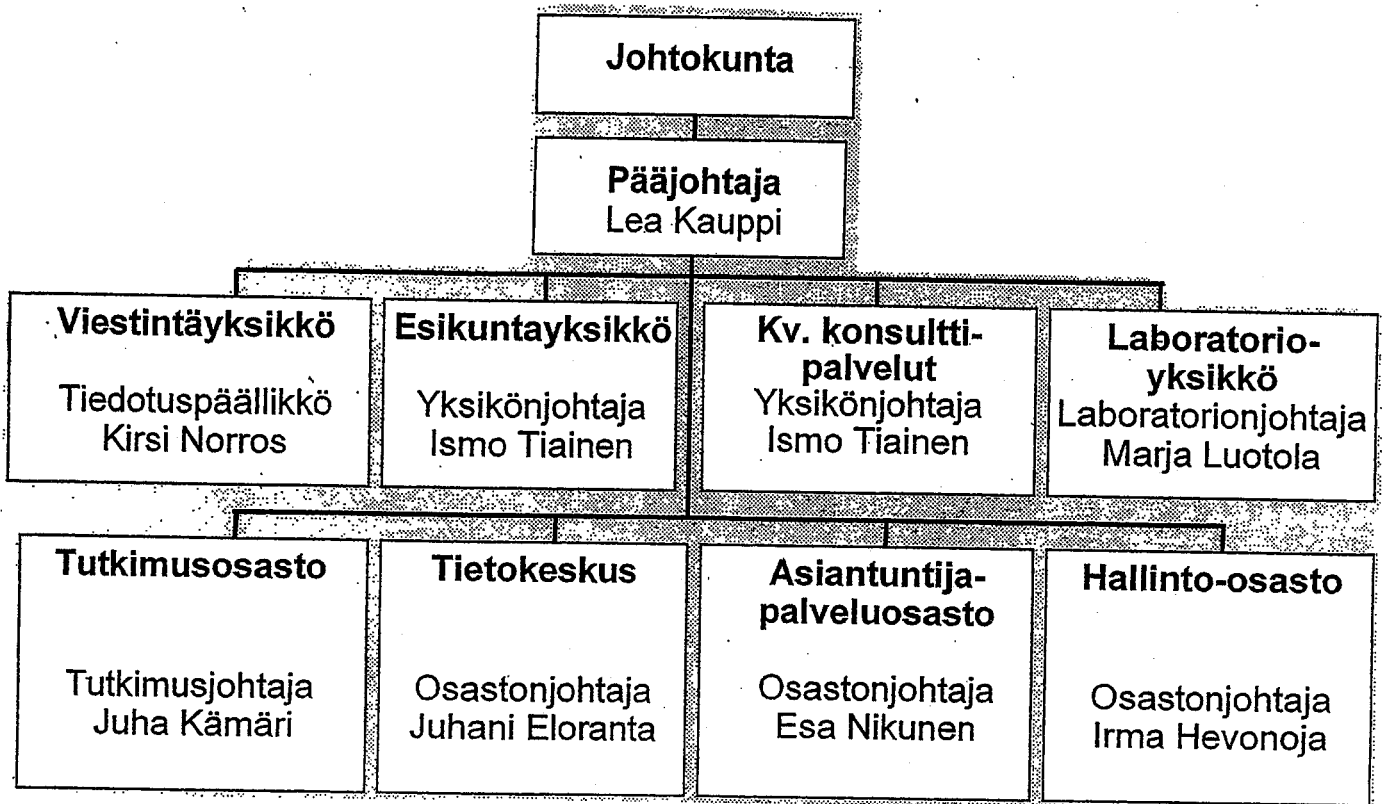 Johtokunta
Pääjohtaja
Lea Kauppi
Viestintäyksikkö
Tiedotuspäällikkö
Kirsi Norros
Esikuntayksikkö
Yksikönjohtaja
Ismo Tiainen
Kv. konsultti-
palvelut
Yksikönjohtaja
Ismo Tiainen
Laboratorio-
yksikkö
Laboratorionjohtaja
Marja Luotola
Tutkimusosasto
Tutkimusjohtaja
Juha Kämäri
Tietokeskus
Osastonjohtaja
Juhani Eloranta
Asiantuntija-
palveluosasto
Osastonjohtaja
Esa Nikunen
Hallinto-osasto
Osastonjohtaja
Irma Hevonoja